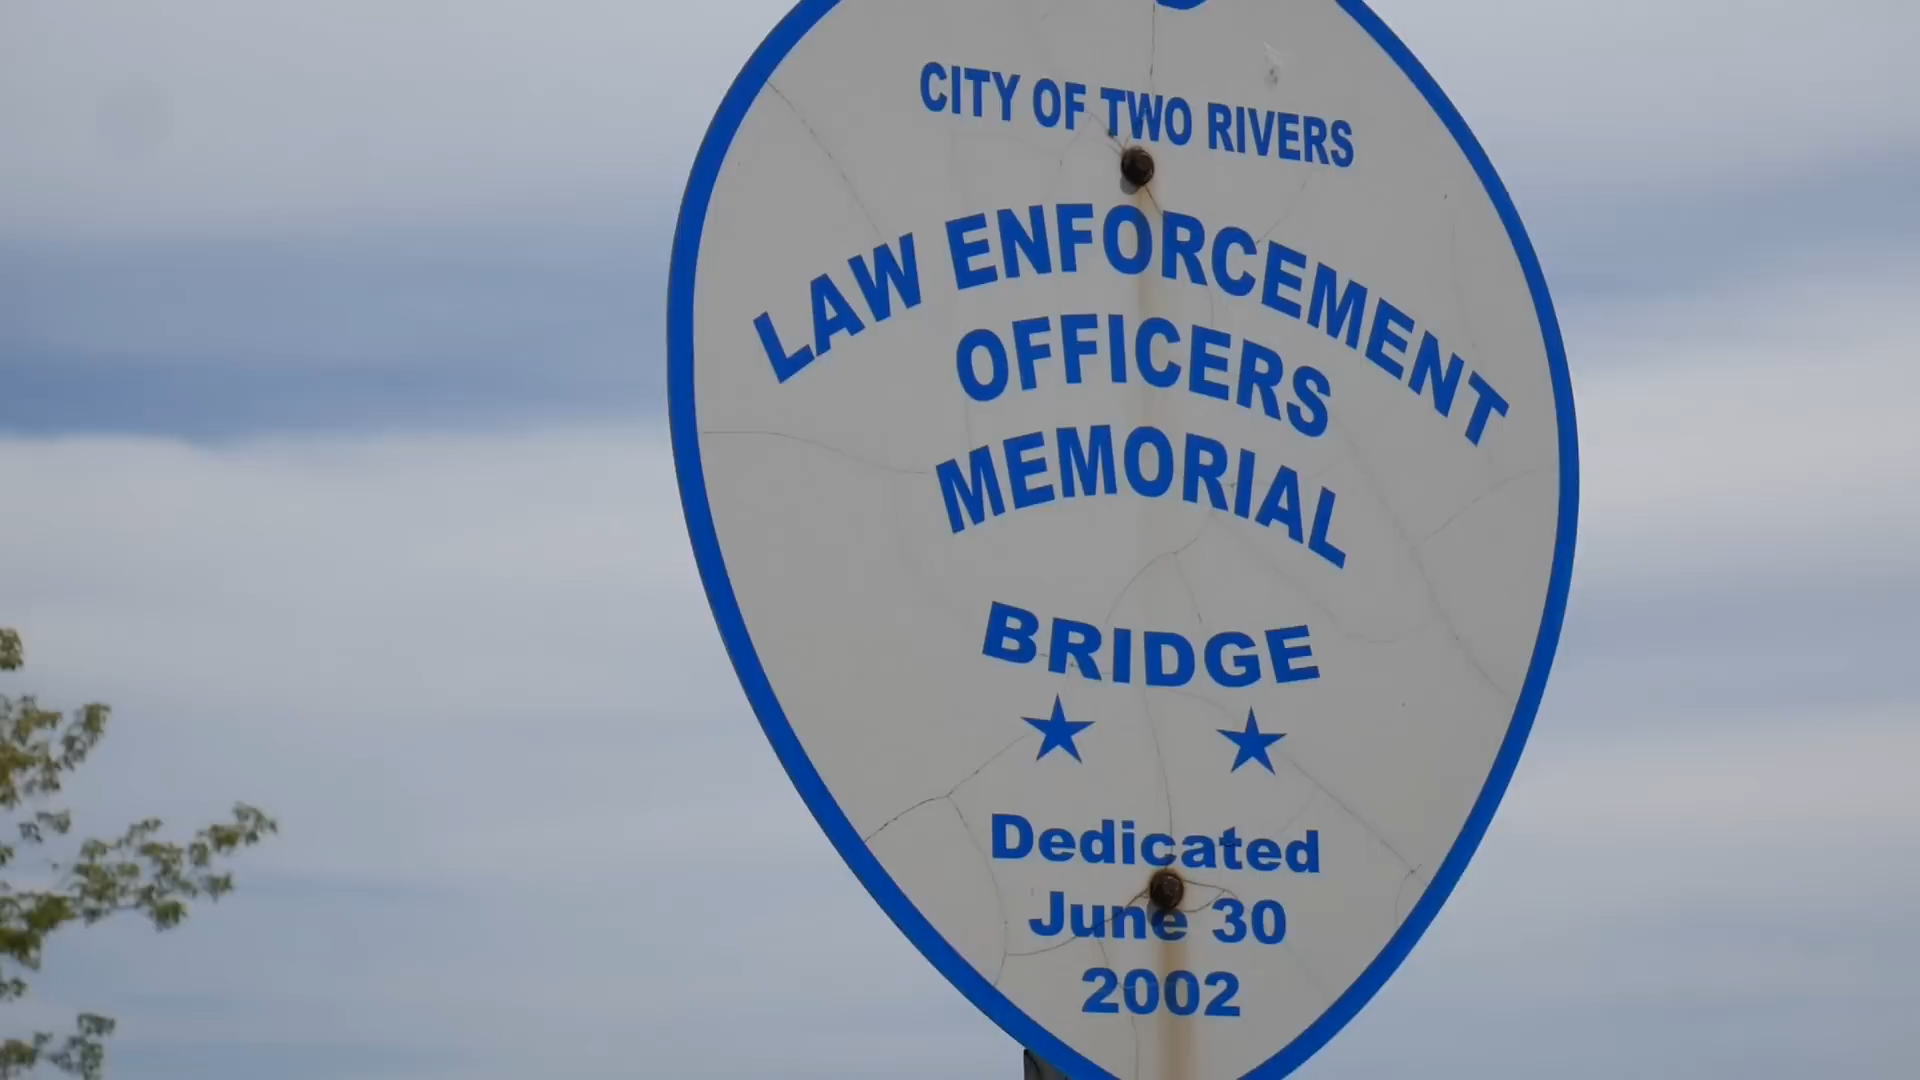 CITY OF TWO RIVERS
LAW ENFORCEMENT
OFFICERS
MEMORIAL
BRIDGE
Dedicated
June 30
2002